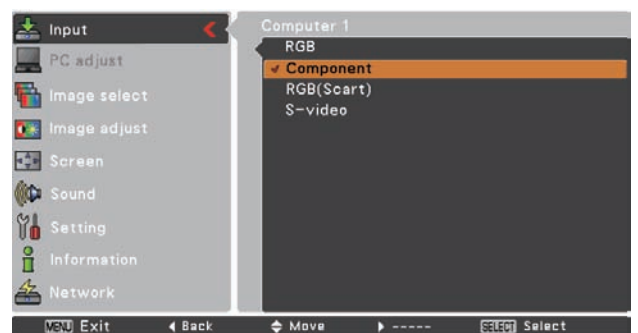 Input
PC adjust
Image select
Image adjust
Screen
Sound
Setting
Information
Network
Computer 1
RGB
Component
RGB(Scart)
S-video
MENU Exit Back Move ----- SELECT Select